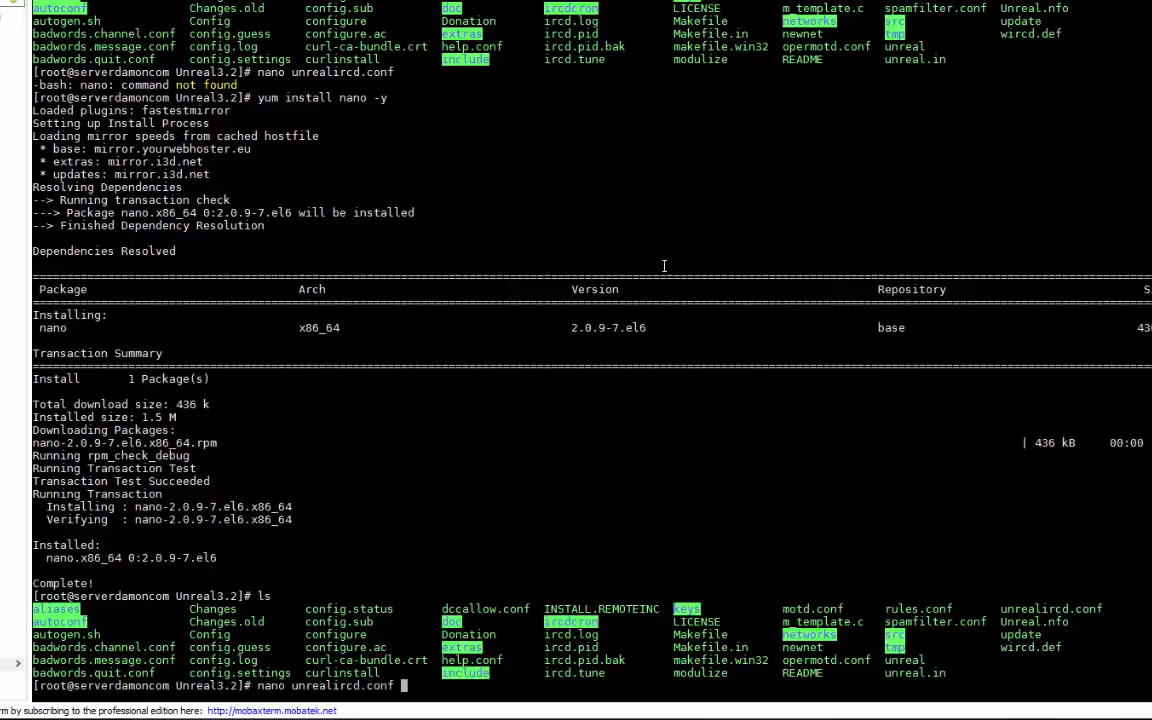 autoconf Changes.old config.sub doc ircdcron LICENSE m_template.c spamfilter.conf Unreal.nfo
autogen.sh Config configure Donation ircd.log Makefile networks src update
badwords.channel.conf config.guess configure.ac extras ircd.pid Makefile.in newnet tmp wircd.def
badwords.message.conf config.log curl-ca-bundle.crt help.conf ircd.pid.bak makefile.win32 opermotd.conf unreal
badwords.quit.conf config.settings curlinstall include ircd.tune modulize README unreal.in
[root@serverdamoncom Unreal3.2]# nano unrealircd.conf
-bash: nano: command not found
[root@serverdamoncom Unreal3.2]# yum install nano -y
Loaded plugins: fastestmirror
Setting up Install Process
Loading mirror speeds from cached hostfile
* base: mirror.yourwebhoster.eu
* extras: mirror.i3d.net
* updates: mirror.i3d.net
Resolving Dependencies
--> Running transaction check
---> Package nano.x86_64 0:2.0.9-7.el6 will be installed
--> Finished Dependency Resolution
Dependencies Resolved
Package Arch Version Repository S
Installing:
nano x86_64 2.0.9-7.el6 base 43
Transaction Summary
Install 1 Package(s)
Total download size: 436 k
Installed size: 1.5 M
Downloading Packages:
nano-2.0.9-7.el6.x86_64.rpm | 436 kB 00:00
Running rpm_check_debug
Running Transaction Test
Transaction Test Succeeded
Running Transaction
Installing : nano-2.0.9-7.el6.x86_64
Verifying : nano-2.0.9-7.el6.x86_64
Installed:
nano.x86_64 0:2.0.9-7.el6
Complete!
[root@serverdamoncom Unreal3.2]# ls
aliases Changes config.status dccallow.conf INSTALL.REMOTEINC keys motd.conf rules.conf unrealircd.conf
autoconf Changes.old config.sub doc ircdcron LICENSE m_template.c spamfilter.conf Unreal.nfo
autogen.sh Config configure Donation ircd.log Makefile networks src update
badwords.channel.conf config.guess configure.ac extras ircd.pid Makefile.in newnet tmp wircd.def
badwords.message.conf config.log curl-ca-bundle.crt help.conf ircd.pid.bak makefile.win32 opermotd.conf unreal
badwords.quit.conf config.settings curlinstall include ircd.tune modulize README unreal.in
[root@serverdamoncom Unreal3.2]# nano unrealircd.conf
rm by subscribing to the professional edition here: http://mobaxterm.mobatek.net